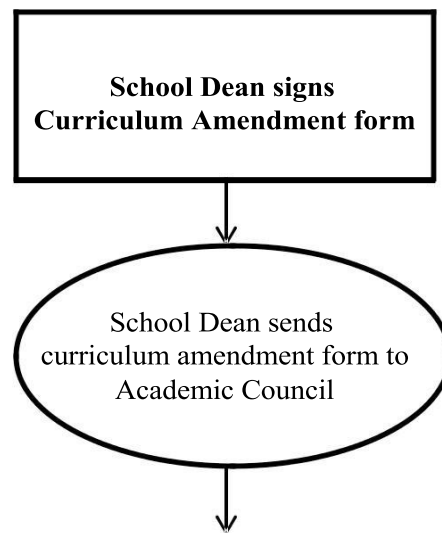 School Dean signs
Curriculum Amendment form
School Dean sends
curriculum amendment form to
Academic Council